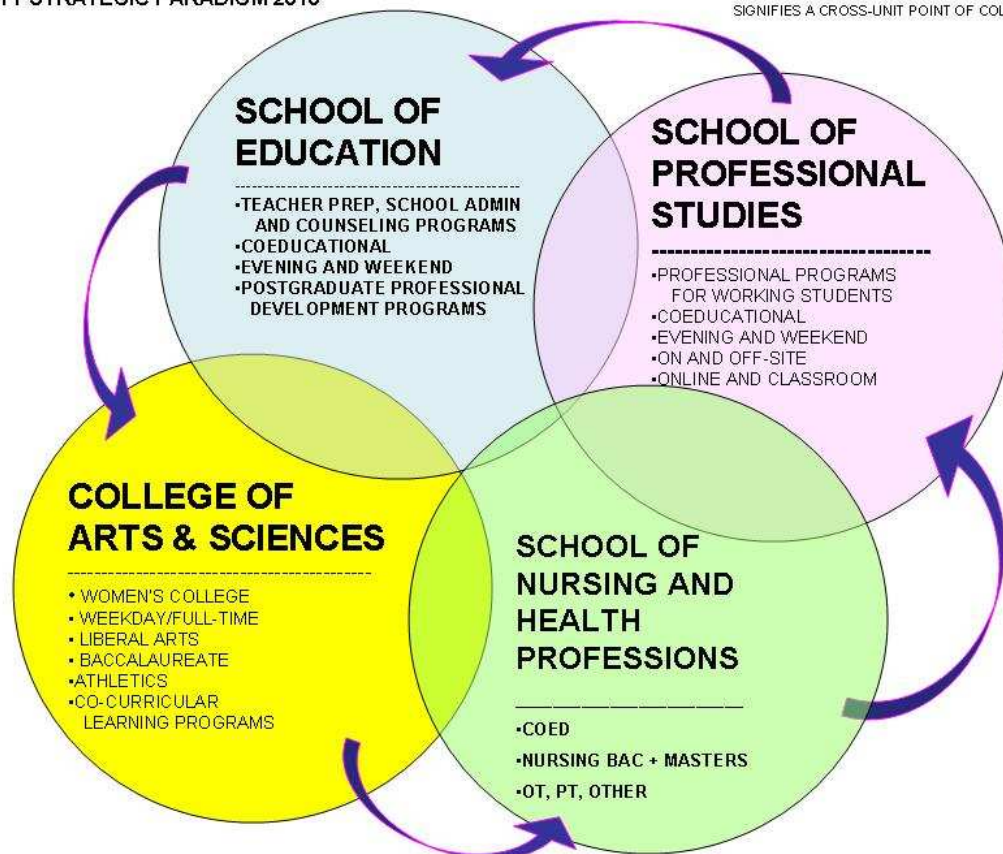 STRATEGIC PARADIGM
SIGNIFIES A CROSS-UNIT POINT OF
SCHOOL OF
EDUCATION
•TEACHER PREP, SCHOOL ADMIN
AND COUNSELING PROGRAMS
•COEDUCATIONAL
•EVENING AND WEEKEND
•POSTGRADUATE PROFESSIONAL
DEVELOPMENT PROGRAMS
SCHOOL OF
PROFESSIONAL
STUDIES
•PROFESSIONAL PROGRAMS
FOR WORKING STUDENTS
•COEDUCATIONAL
•EVENING AND WEEKEND
•ON AND OFF-SITE
•ONLINE AND CLASSROOM
COLLEGE OF
ARTS & SCIENCES
• WOMEN'S COLLEGE
• WEEKDAY/FULL-TIME
• LIBERAL ARTS
• BACCALAUREATE
•ATHLETICS
•CO-CURRICULAR
LEARNING PROGRAMS
SCHOOL OF
NURSING AND
HEALTH
PROFESSIONS
•COED
•NURSING BAC + MASTERS
•OT, PT, OTHER